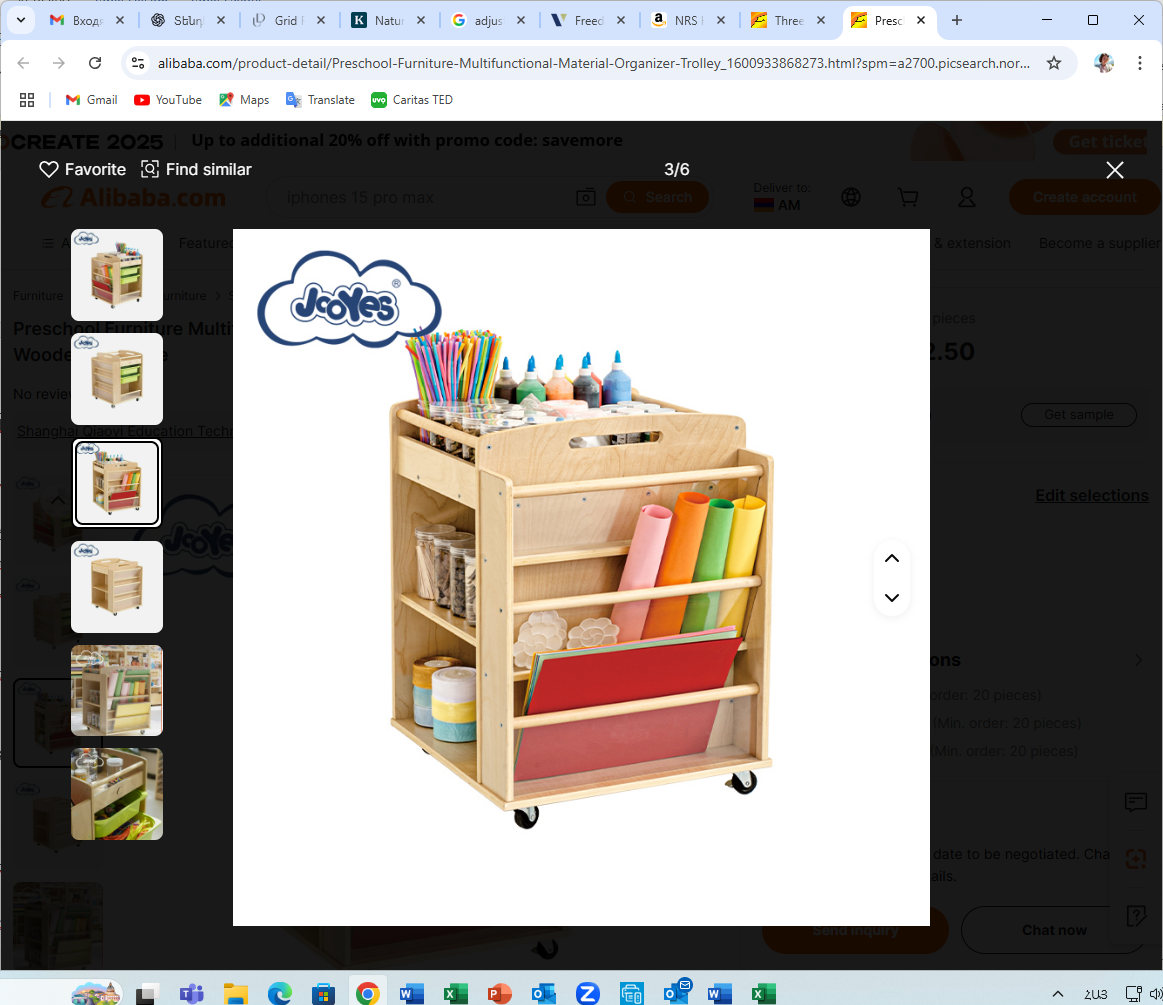 Вход
Ստնլ
Grid F
Natur
adjus
Freed
NRS
Three
Presc
alibaba.com/product-detail/Preschool-Furniture-Multifunctional-Material-Organizer-Trolley_1600933868273.html?spm=a2700.picsearch.nor...
Gmail
YouTube
Maps
Translate
Caritas TED
CREATE 2025
Up to additional 20% off with promo code: savemore
Get ticket
Favorite
Find similar
3/6
Alibaba.com
iphones 15 pro max
Search
Deliver to:
AM
Create account
Featured
& extension
Become a supplier
Furniture
urniture > S
pieces
Preschool Furniture Multi
Woode
2.50
No review
Get sample
Shanghai Qiaoyi Education Techn
Edit selections
JOOYES®
ons
order: 20 pieces)
(Min. order: 20 pieces)
Min. order: 20 pieces)
date to be negotiated. Cha
ails.
Send inquiry
Chat now
ՀԱՅ